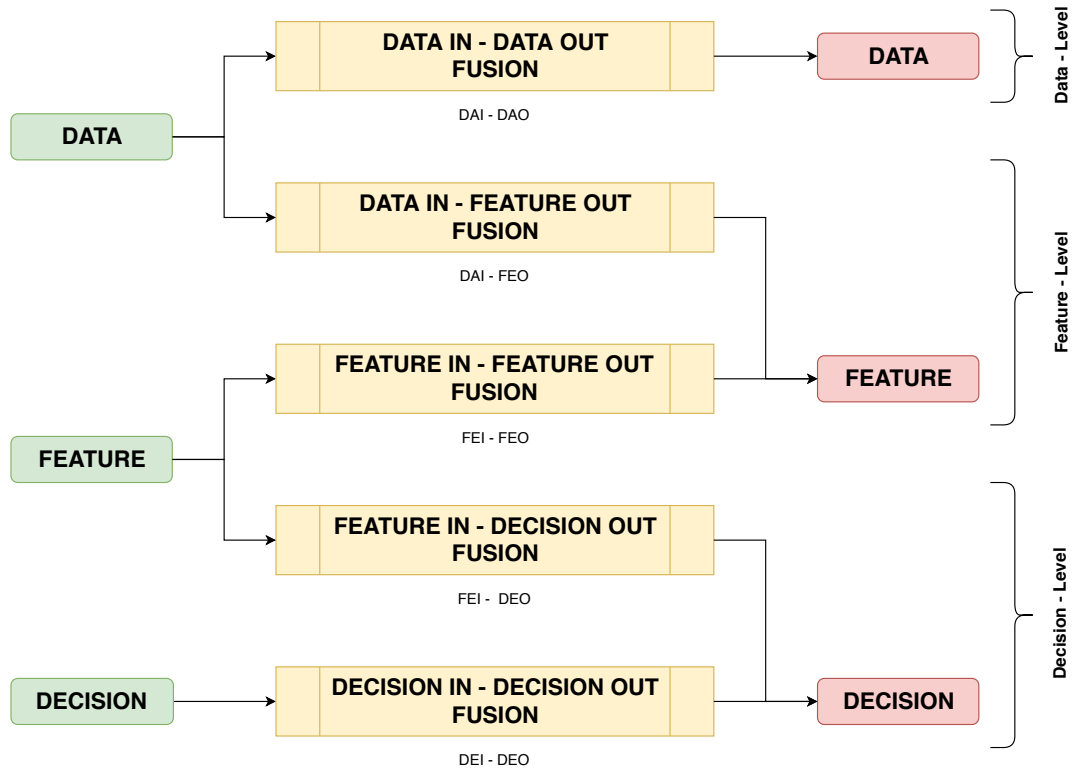 DATA IN - DATA OUT
FUSION
DATA
Data - Level
DAI - DAO
DATA
DATA IN - FEATURE OUT
FUSION
DAI - FEO
Feature - Level
FEATURE IN - FEATURE OUT
FUSION
FEATURE
FEI - FEO
FEATURE
FEATURE IN - DECISION OUT
FUSION
FEI -  DEO
Decision - Level
DECISION
DECISION IN - DECISION OUT
FUSION
DECISION
DEI - DEO